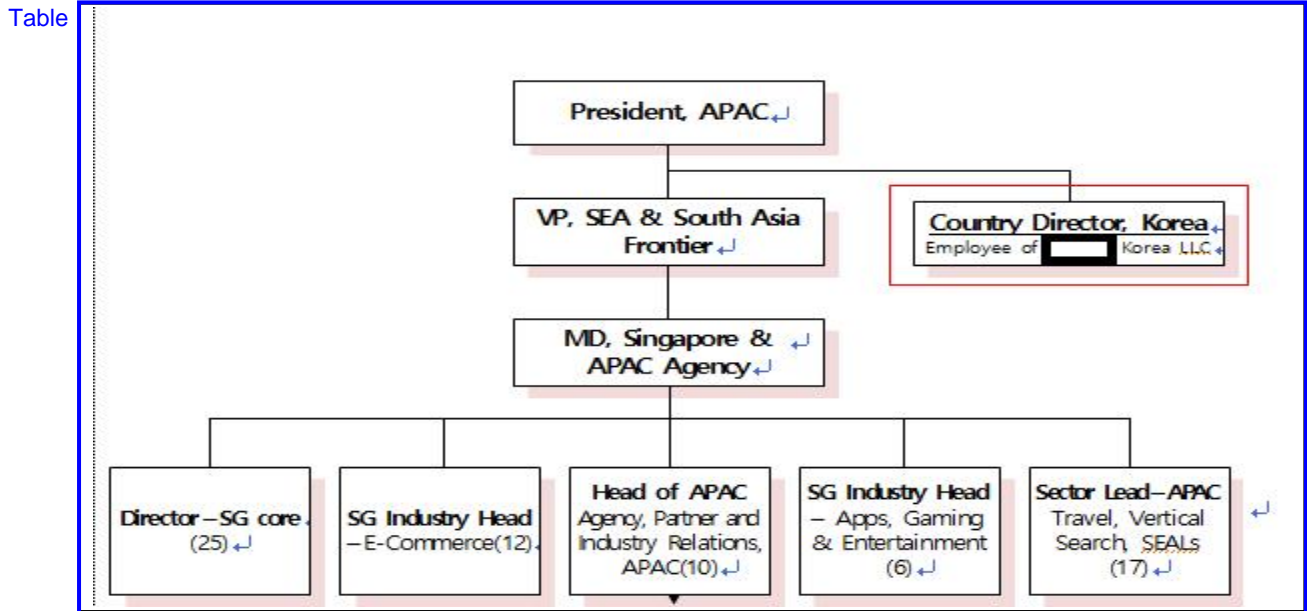 Table
President, APAC
VP, SEA & South Asia
Frontier
Country Director, Korea
Employee of Korea LLC
MD, Singapore &
APAC Agency
Director–SG core
(25)
SG Industry Head
–E-Commerce(12)
Head of APAC
Agency, Partner and
Industry Relations,
APAC(10)
SG Industry Head
– Apps, Gaming
& Entertainment
(6)
Sector Lead–APAC
Travel, Vertical
Search, SEALs
(17)